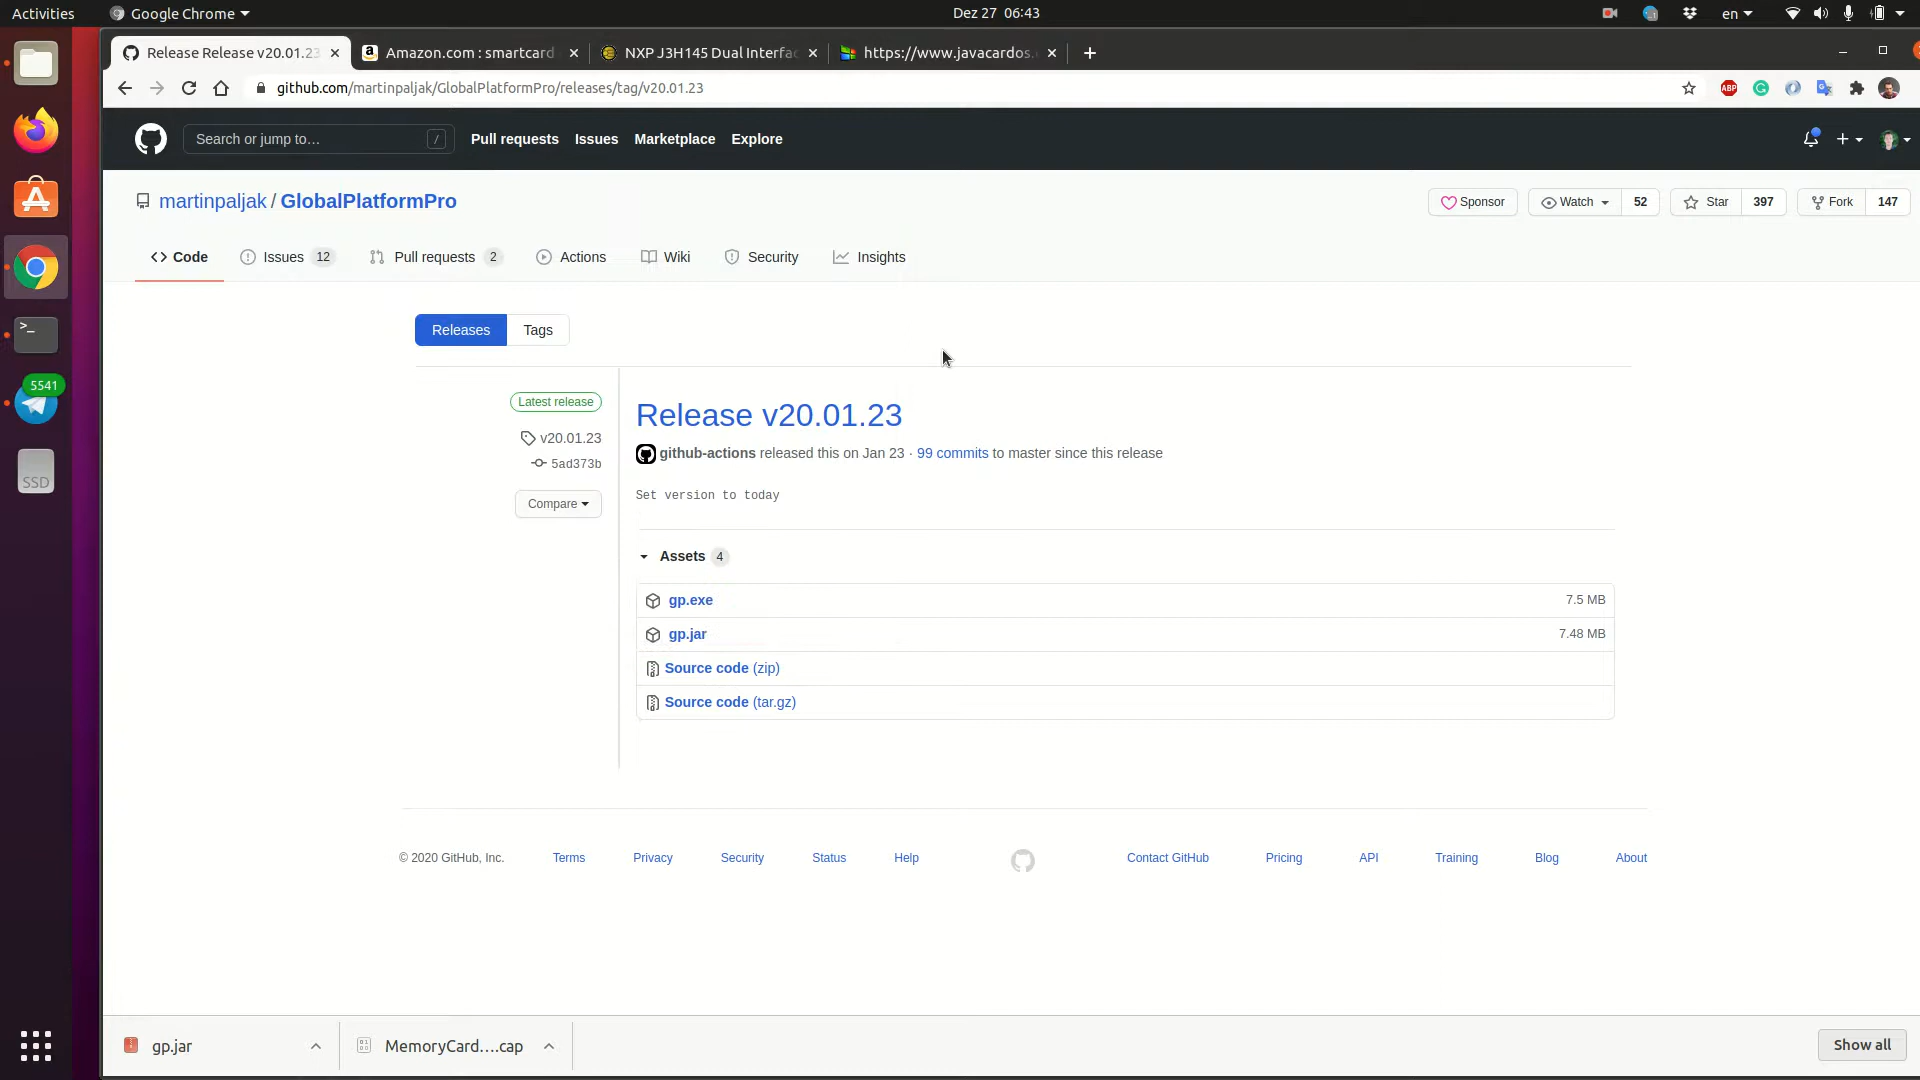 Activities Google Chrome Dez 27 06:43 en
Release Release v20.01.23 Amazon.com : smartcard NXP J3H145 Dual Interfac https://www.javacardos.
github.com/martinpaljak/GlobalPlatformPro/releases/tag/v20.01.23 ABP
Search or jump to… / Pull requests Issues Marketplace Explore
martinpaljak / GlobalPlatformPro Sponsor Watch 52 Star 397 Fork 147
Code Issues 12 Pull requests 2 Actions Wiki Security Insights
Releases Tags
5541
Latest release
Release v20.01.23
v20.01.23
github-actions released this on Jan 23 · 99 commits to master since this release
5ad373b
SSD
Set version to today
Compare
Assets 4
gp.exe 7.5 MB
gp.jar 7.48 MB
Source code (zip)
Source code (tar.gz)
© 2020 GitHub, Inc. Terms Privacy Security Status Help Contact GitHub Pricing API Training Blog About
gp.jar MemoryCard....cap Show all